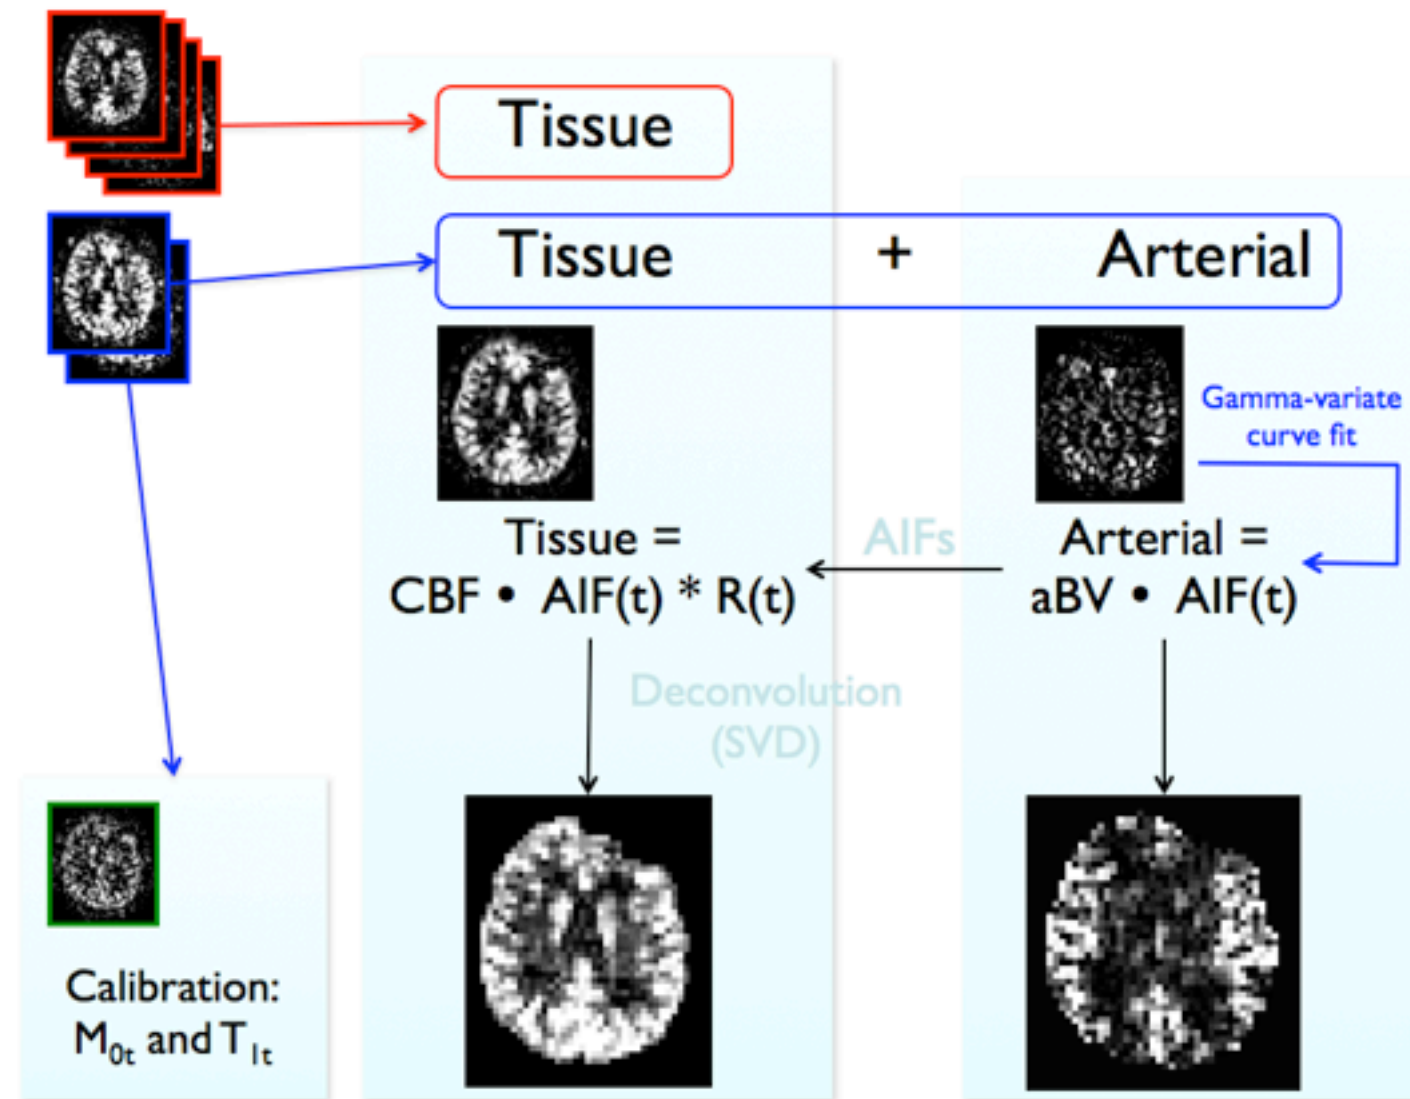 Tissue
Tissue + Arterial
Gamma-variate
curve fit
Tissue =
CBF • AIF(t) * R(t)
AIFs
Arterial =
aBV • AIF(t)
Deconvolution
(SVD)
Calibration:
M0t and T1t